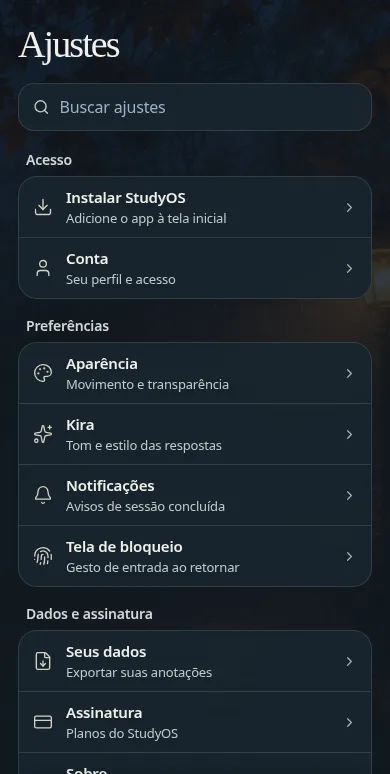 Ajustes
Buscar ajustes
Acesso
Instalar StudyOS
Adicione o app à tela inicial
Conta
Seu perfil e acesso
Preferências
Aparência
Movimento e transparência
Kira
Tom e estilo das respostas
Notificações
Avisos de sessão concluída
Tela de bloqueio
Gesto de entrada ao retornar
Dados e assinatura
Seus dados
Exportar suas anotações
Assinatura
Planos do StudyOS
Sobre